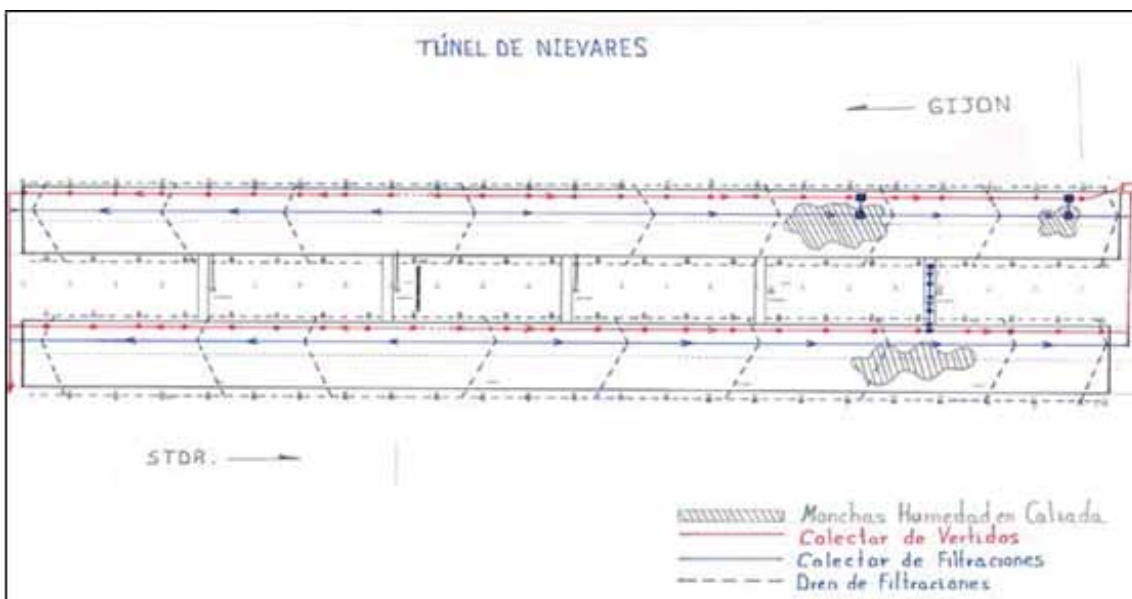 TÚNEL DE NIEVARES
GIJON
STDR.
Manchas Humedad en Calzada
Colector de Vertidos
Colector de Filtraciones
Dren de Filtraciones